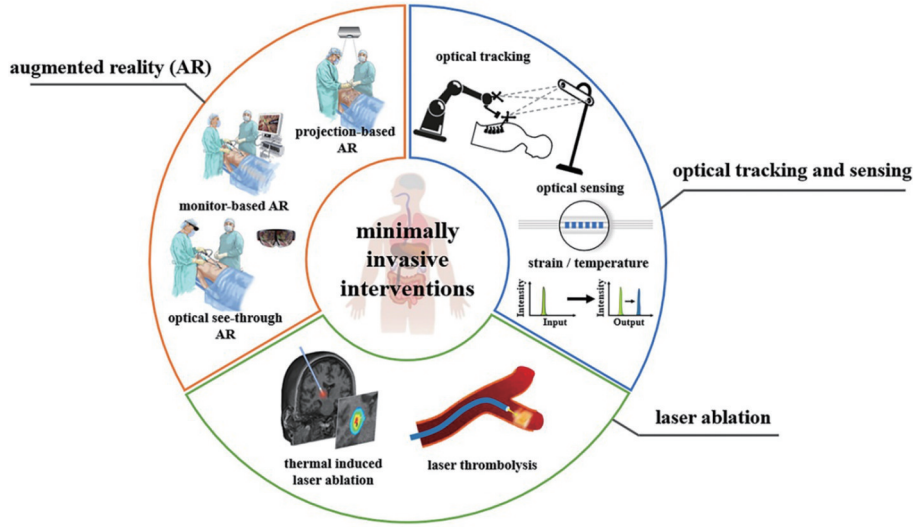 augmented reality (AR)
projection-based
AR
monitor-based AR
optical see-through
AR
optical tracking
optical sensing
strain / temperature
Intensity
Input
Intensity
Output
optical tracking and sensing
minimally
invasive
interventions
thermal induced
laser ablation
laser thrombolysis
laser ablation